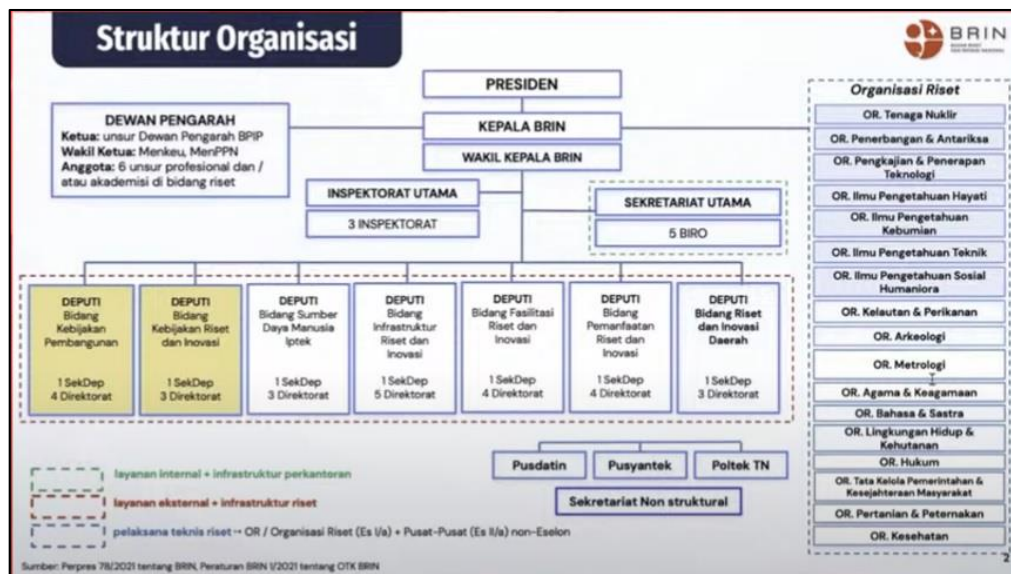 Struktur Organisasi
BRIN
BADAN RISET
DAN INOVASI NASIONAL
PRESIDEN
KEPALA BRIN
WAKIL KEPALA BRIN
DEWAN PENGARAH
Ketua: unsur Dewan Pengarah BPIP
Wakil Ketua: Menkeu, MenPPN
Anggota: 6 unsur profesional dan /
atau akademisi di bidang riset
INSPEKTORAT UTAMA
3 INSPEKTORAT
SEKRETARIAT UTAMA
5 BIRO
DEPUTI
Bidang
Kebijakan
Pembangunan
1 SekDep
4 Direktorat
DEPUTI
Bidang
Kebijakan Riset
dan Inovasi
1 SekDep
3 Direktorat
DEPUTI
Bidang Sumber
Daya Manusia
Iptek
1 SekDep
3 Direktorat
DEPUTI
Bidang
Infrastruktur
Riset dan
Inovasi
1 SekDep
5 Direktorat
DEPUTI
Bidang Fasilitasi
Riset dan
Inovasi
1 SekDep
4 Direktorat
DEPUTI
Bidang
Pemanfaatan
Riset dan
Inovasi
1 SekDep
4 Direktorat
DEPUTI
Bidang Riset
dan Inovasi
Daerah
1 SekDep
3 Direktorat
Pusdatin
Pusyantek
Poltek TN
Sekretariat Non struktural
layanan internal + infrastruktur perkantoran
layanan eksternal + infrastruktur riset
pelaksana teknis riset → OR / Organisasi Riset (Es I/a) + Pusat-Pusat (Es II/a) non-Eselon
Sumber: Perpres 78/2021 tentang BRIN, Peraturan BRIN 1/2021 tentang OTK BRIN
Organisasi Riset
OR. Tenaga Nuklir
OR. Penerbangan & Antariksa
OR. Pengkajian & Penerapan
Teknologi
OR. Ilmu Pengetahuan Hayati
OR. Ilmu Pengetahuan
Kebumian
OR. Ilmu Pengetahuan Teknik
OR. Ilmu Pengetahuan Sosial
Humaniora
OR. Kelautan & Perikanan
OR. Arkeologi
OR. Metrologi
OR. Agama & Keagamaan
OR. Bahasa & Sastra
OR. Lingkungan Hidup &
Kehutanan
OR. Hukum
OR. Tata Kelola Pemerintahan &
Kesejahteraan Masyarakat
OR. Pertanian & Peternakan
OR. Kesehatan
2